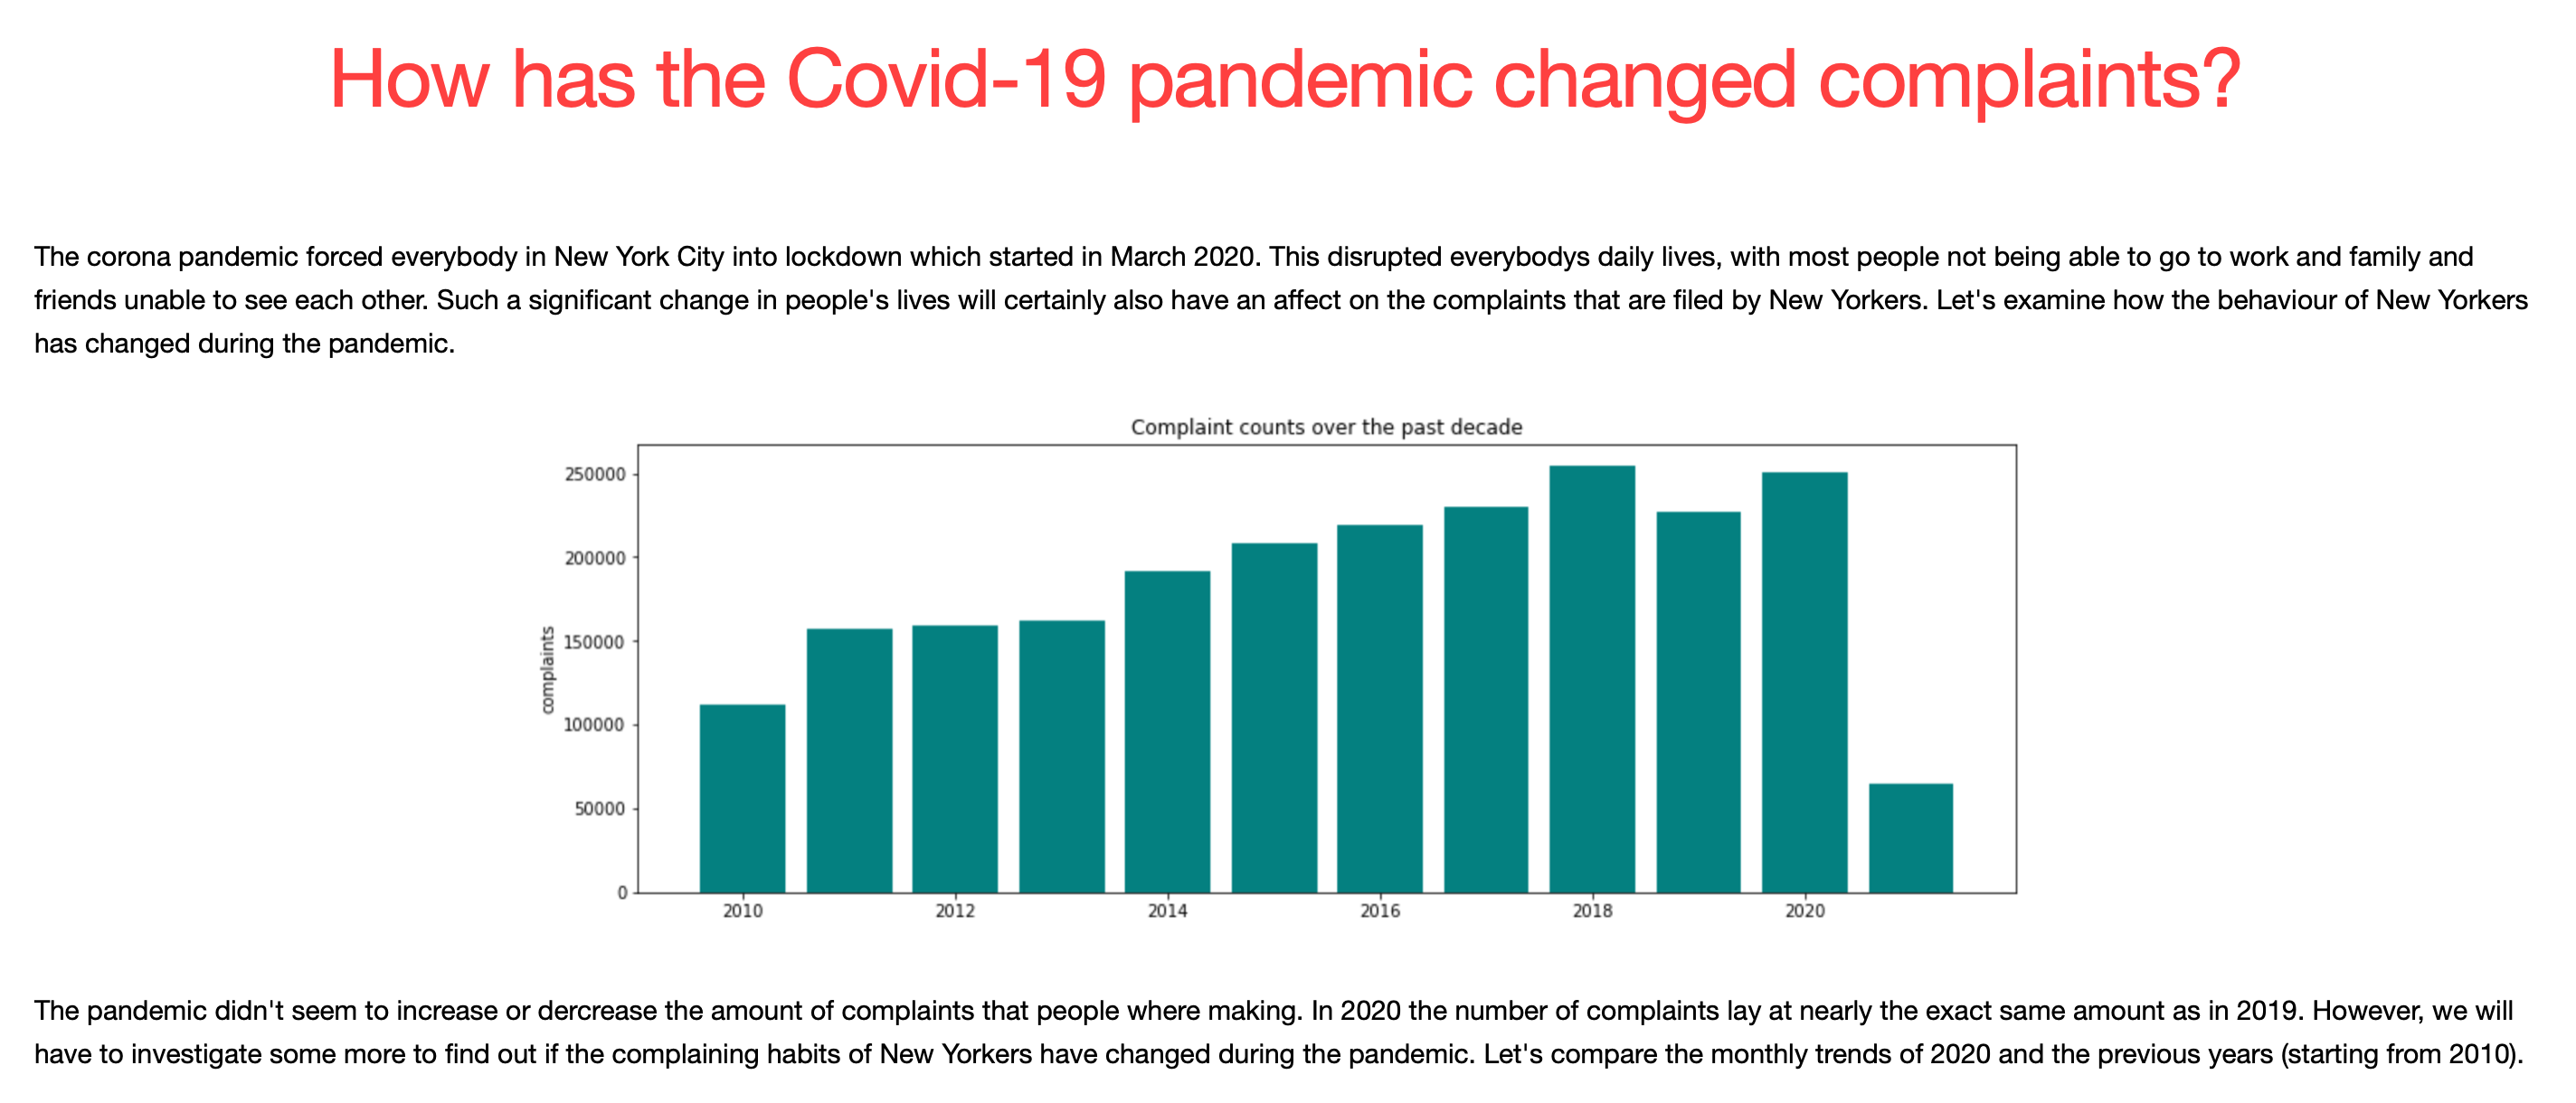 How has the Covid-19 pandemic changed complaints?
The corona pandemic forced everybody in New York City into lockdown which started in March 2020. This disrupted everybodys daily lives, with most people not being able to go to work and family and
friends unable to see each other. Such a significant change in people's lives will certainly also have an affect on the complaints that are filed by New Yorkers. Let's examine how the behaviour of New Yorkers
has changed during the pandemic.
Complaint counts over the past decade
complaints
250000
200000
150000
100000
50000
0
2010 2012 2014 2016 2018 2020
The pandemic didn't seem to increase or dercrease the amount of complaints that people where making. In 2020 the number of complaints lay at nearly the exact same amount as in 2019. However, we will
have to investigate some more to find out if the complaining habits of New Yorkers have changed during the pandemic. Let's compare the monthly trends of 2020 and the previous years (starting from 2010).